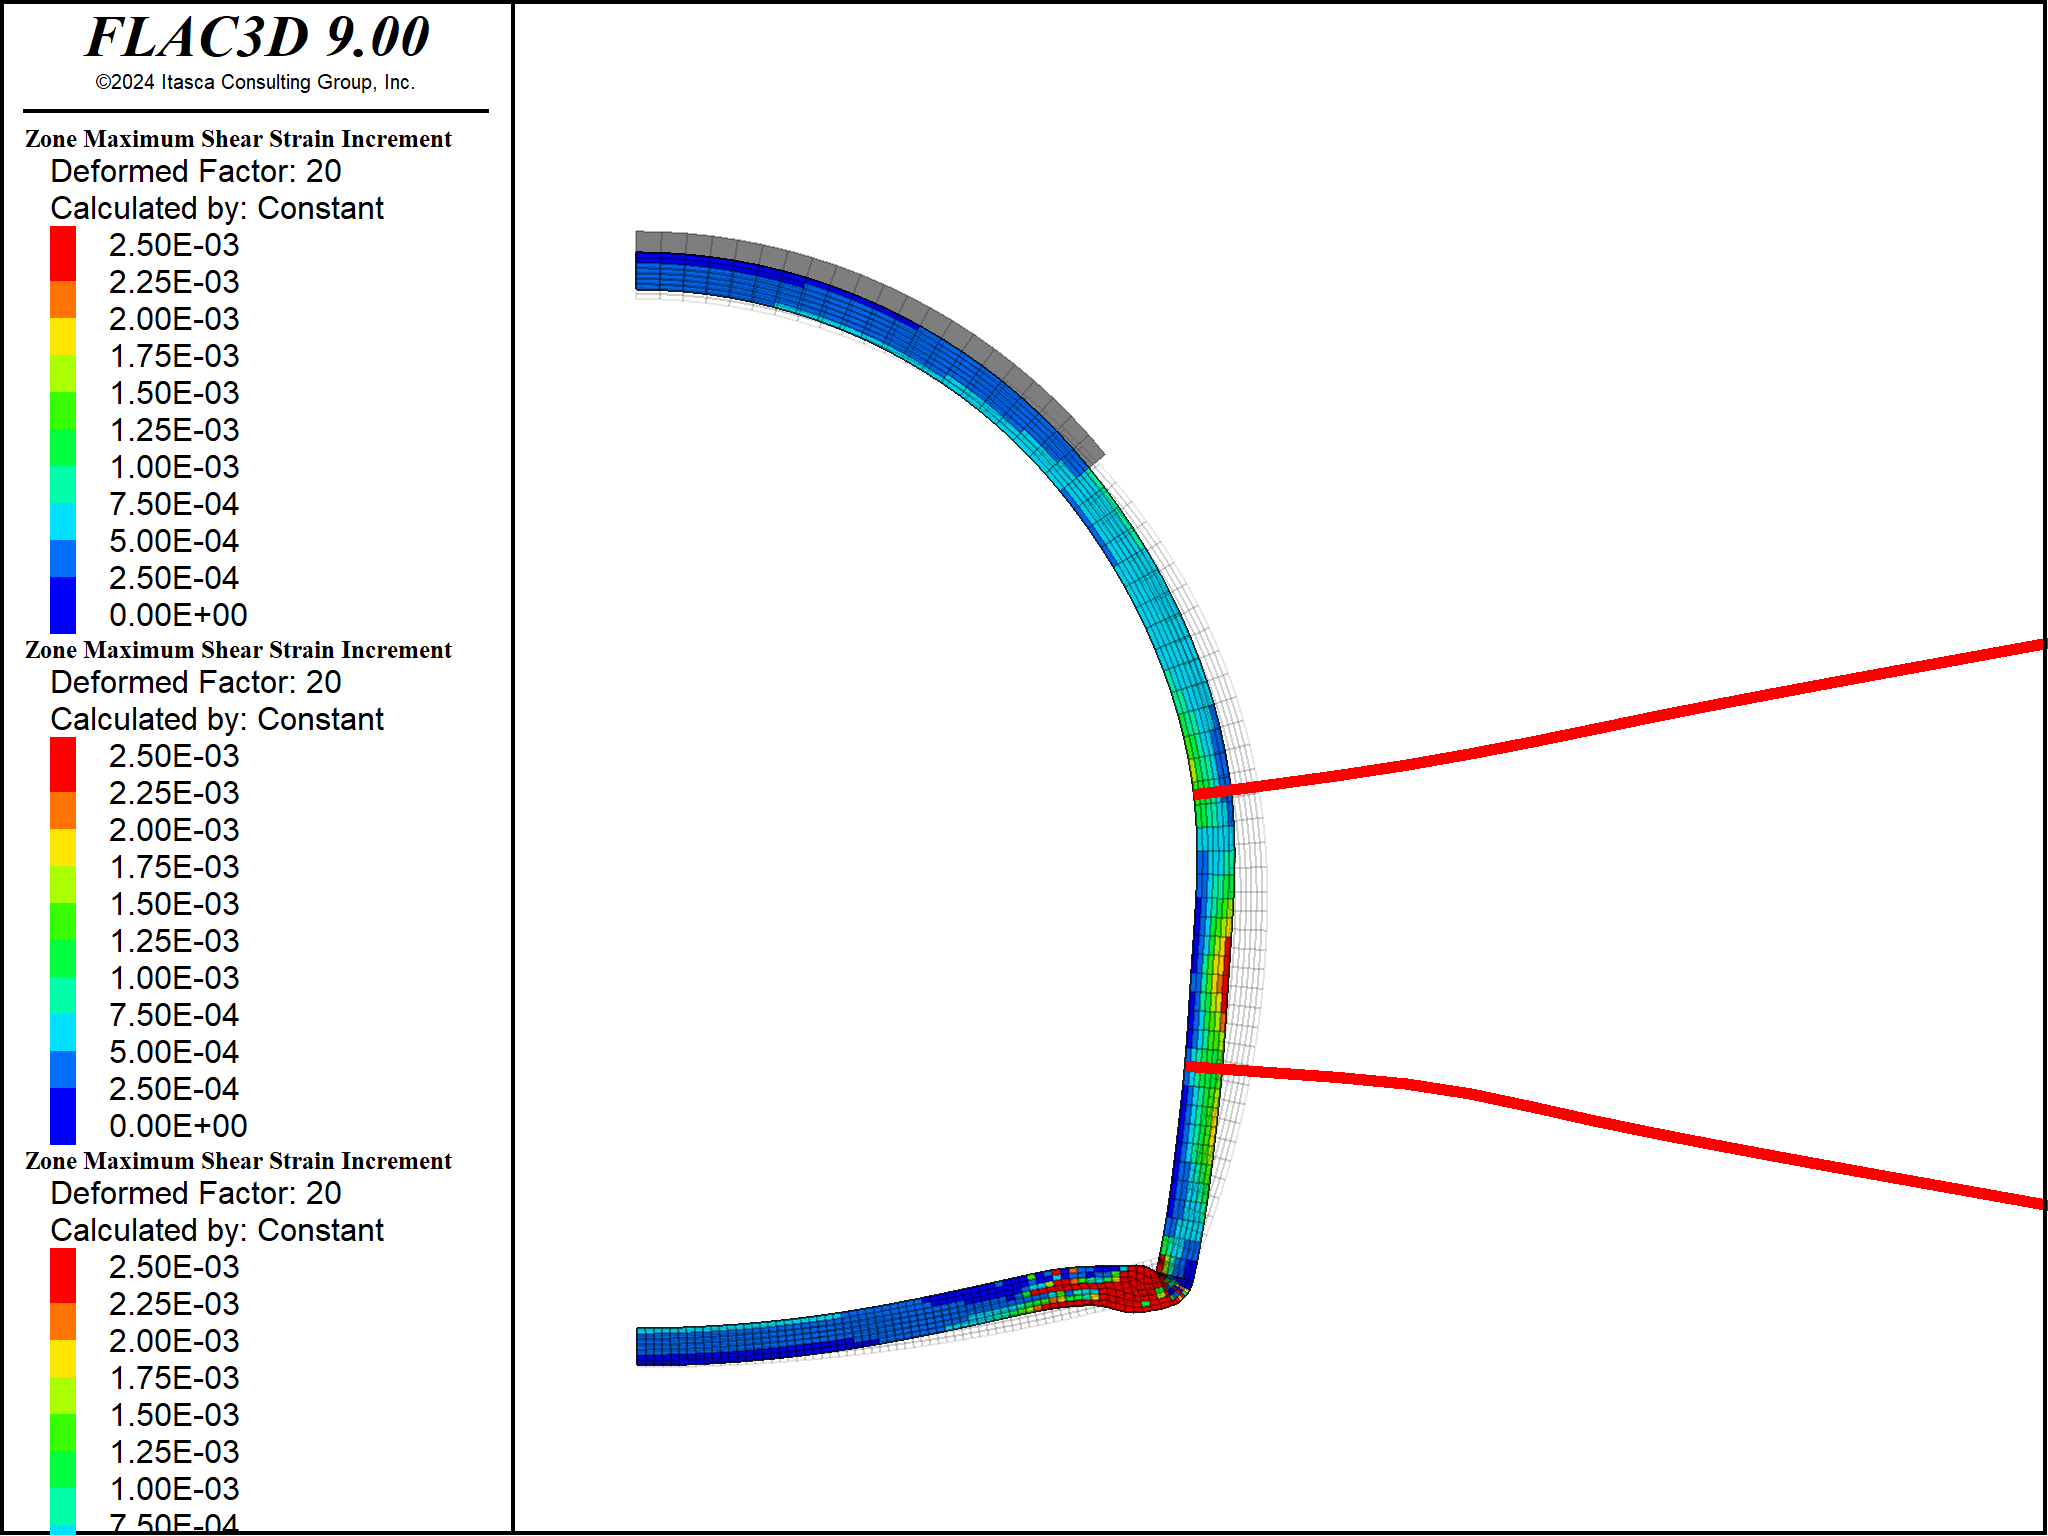 FLAC3D 9.00
©2024 Itasca Consulting Group, Inc.
Zone Maximum Shear Strain Increment
Deformed Factor: 20
Calculated by: Constant
2.50E-03
2.25E-03
2.00E-03
1.75E-03
1.50E-03
1.25E-03
1.00E-03
7.50E-04
5.00E-04
2.50E-04
0.00E+00
Zone Maximum Shear Strain Increment
Deformed Factor: 20
Calculated by: Constant
2.50E-03
2.25E-03
2.00E-03
1.75E-03
1.50E-03
1.25E-03
1.00E-03
7.50E-04
5.00E-04
2.50E-04
0.00E+00
Zone Maximum Shear Strain Increment
Deformed Factor: 20
Calculated by: Constant
2.50E-03
2.25E-03
2.00E-03
1.75E-03
1.50E-03
1.25E-03
1.00E-03
7.50E-04